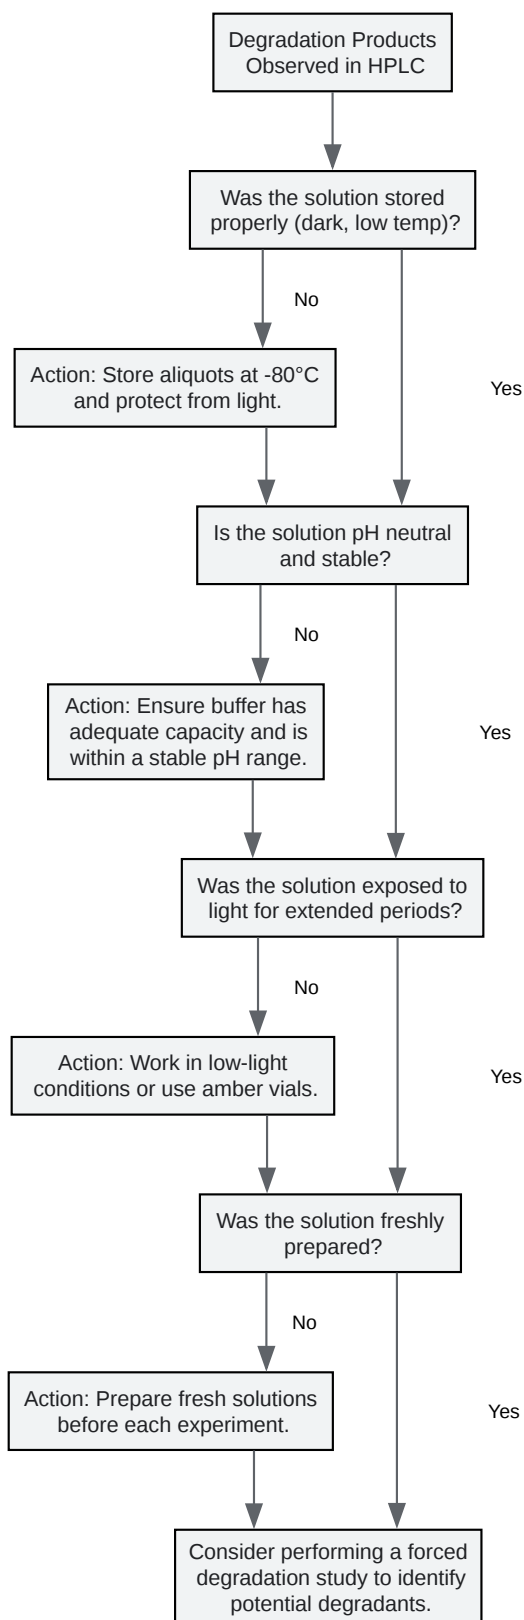 Degradation Products
Observed in HPLC
Was the solution stored
properly (dark, low temp)?
No
Action: Store aliquots at -80°C
and protect from light.
Yes
Is the solution pH neutral
and stable?
No
Action: Ensure buffer has
adequate capacity and is
within a stable pH range.
Yes
Was the solution exposed to
light for extended periods?
No
Action: Work in low-light
conditions or use amber vials.
Yes
Was the solution freshly
prepared?
No
Action: Prepare fresh solutions
before each experiment.
Yes
Consider performing a forced
degradation study to identify
potential degradants.